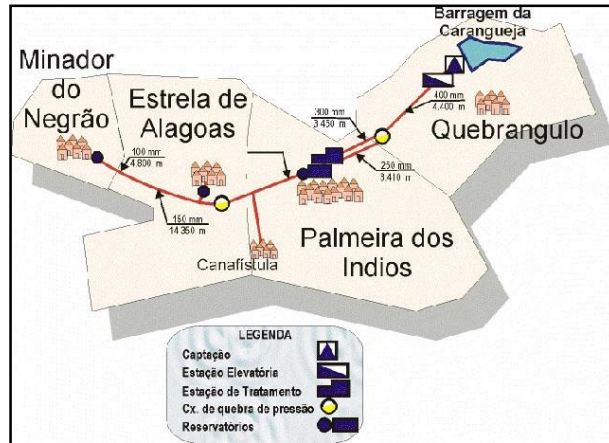 Barragem da
Carangueja
Minador
do
Negrão
Estrela de
Alagoas
300 mm
3 450 m
400 mm
4,400 m
Quebrangulo
100 mm
4.800 m
250 mm
3,410 m
150 mm
14 350 m
Palmeira dos
Indios
Canafístula
LEGENDA
Captação
Estação Elevatória
Estação de Tratamento
Cx. de quebra de pressão
Reservatórios